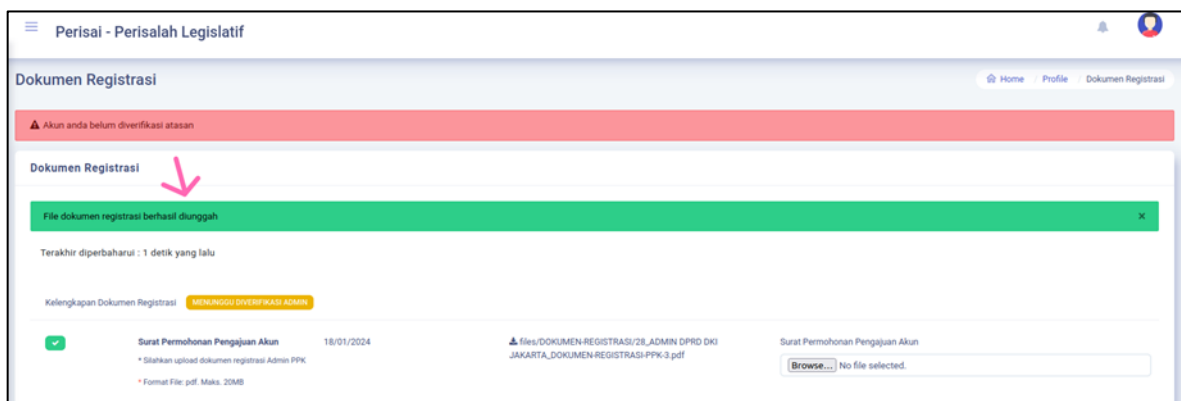 Perisai - Perisalah Legislatif
Dokumen Registrasi
Home / Profile / Dokumen Registrasi
Akun anda belum diverifikasi atasan
Dokumen Registrasi
File dokumen registrasi berhasil diunggah ×
Terakhir diperbaharui : 1 detik yang lalu
Kelengkapan Dokumen Registrasi MENUNGGU DIVERIFIKASI ADMIN
Surat Permohonan Pengajuan Akun 18/01/2024 files/DOKUMEN-REGISTRASI/28_ADMIN DPRD DKI Surat Permohonan Pengajuan Akun
* Silahkan upload dokumen registrasi Admin PPK JAKARTA_DOKUMEN-REGISTRASI-PPK-3.pdf Browse... No file selected.
* Format File: pdf. Maks. 20MB